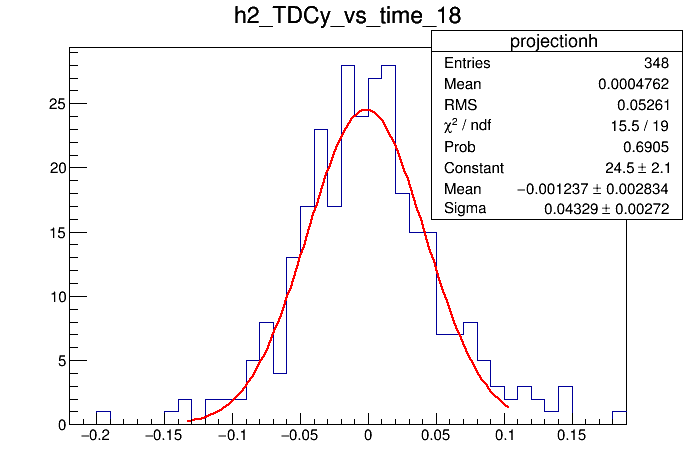 h2_TDCy_vs_time_18
projectionh
Entries 348
Mean 0.0004762
RMS 0.05261
χ² / ndf 15.5 / 19
Prob 0.6905
Constant 24.5 ± 2.1
Mean −0.001237 ± 0.002834
Sigma 0.04329 ± 0.00272
25
20
15
10
5
0
−0.2 −0.15 −0.1 −0.05 0 0.05 0.1 0.15